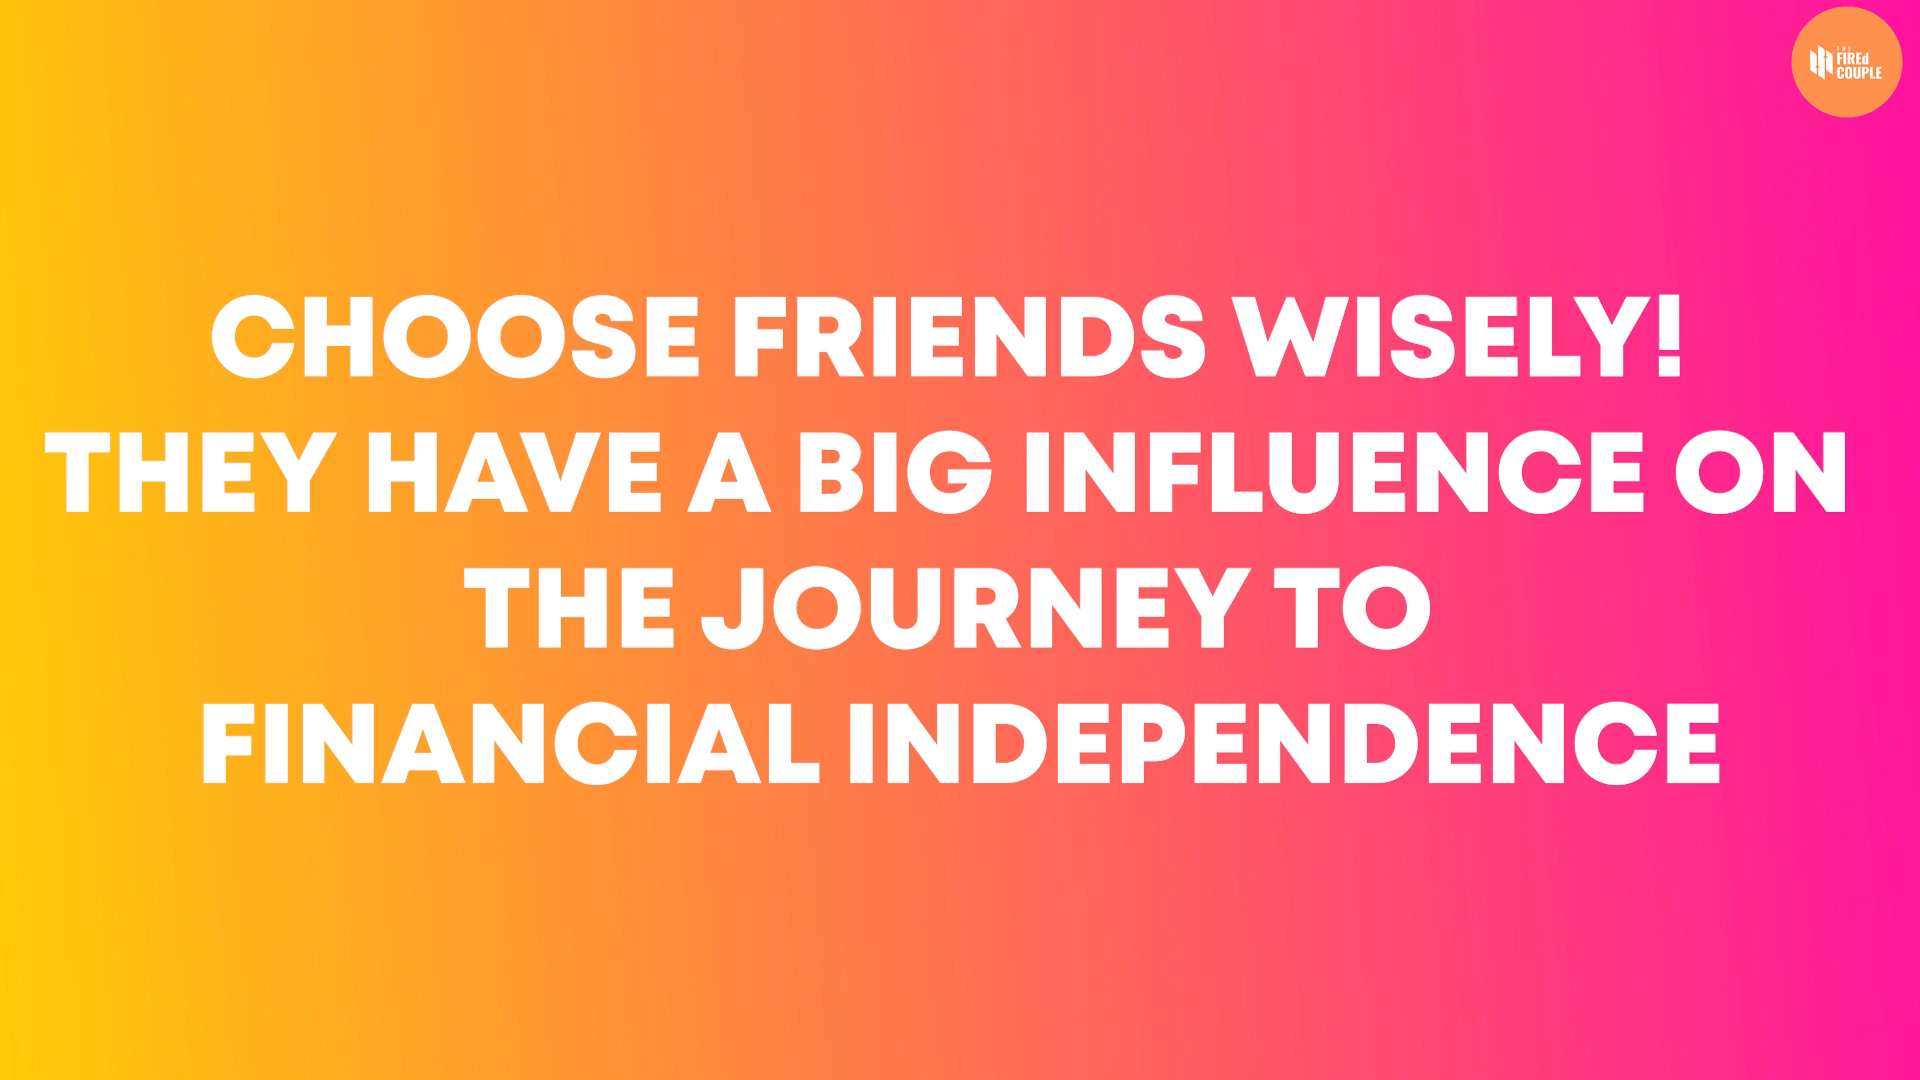 THE
FIREd
COUPLE
CHOOSE FRIENDS WISELY!
THEY HAVE A BIG INFLUENCE ON
THE JOURNEY TO
FINANCIAL INDEPENDENCE